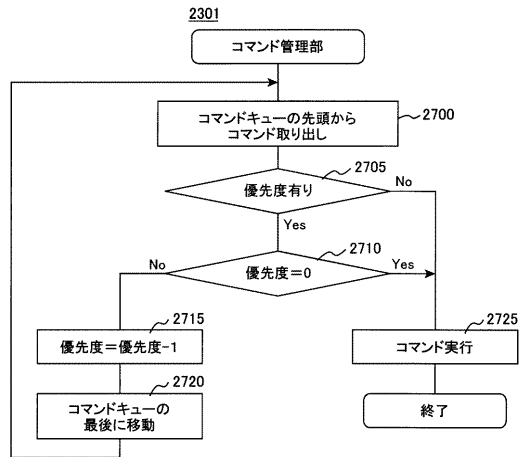 2301
コマンド管理部
コマンドキューの先頭から
コマンド取り出し
2700
2705
優先度有り
No
Yes
2710
No
優先度=0
Yes
2715
優先度=優先度-1
2725
コマンド実行
2720
コマンドキューの
最後に移動
終了